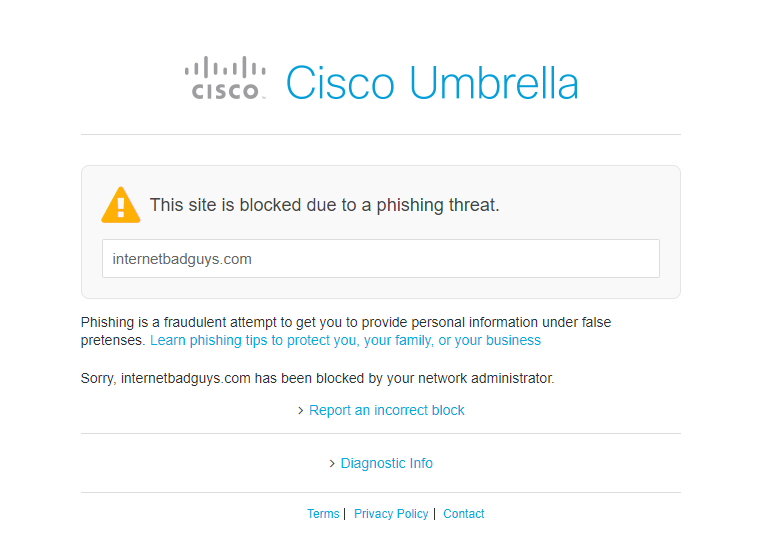 CISCO Cisco Umbrella
This site is blocked due to a phishing threat.
internetbadguys.com
Phishing is a fraudulent attempt to get you to provide personal information under false
pretenses. Learn phishing tips to protect you, your family, or your business
Sorry, internetbadguys.com has been blocked by your network administrator.
> Report an incorrect block
> Diagnostic Info
Terms | Privacy Policy | Contact